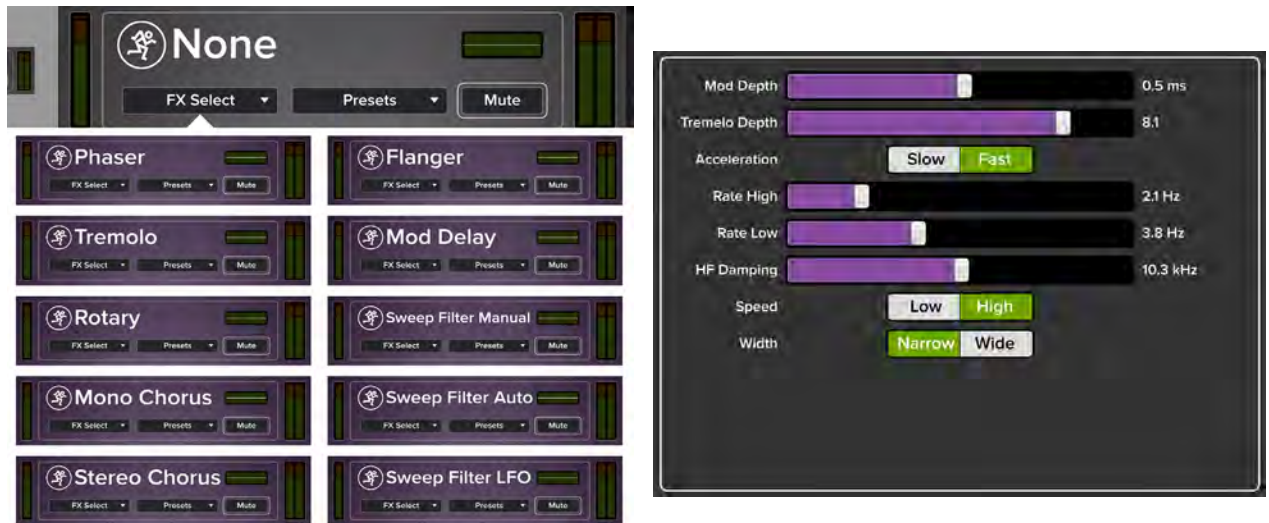 None
FX Select Presets Mute
Phaser
FX Select Presets Mute
Flanger
FX Select Presets Mute
Tremolo
FX Select Presets Mute
Mod Delay
FX Select Presets Mute
Rotary
FX Select Presets Mute
Sweep Filter Manual
FX Select Presets Mute
Mono Chorus
FX Select Presets Mute
Sweep Filter Auto
FX Select Presets Mute
Stereo Chorus
FX Select Presets Mute
Sweep Filter LFO
FX Select Presets Mute
Mod Depth 0.5 ms
Tremelo Depth 8.1
Acceleration Slow Fast
Rate High 2.1 Hz
Rate Low 3.8 Hz
HF Damping 10.3 kHz
Speed Low High
Width Narrow Wide